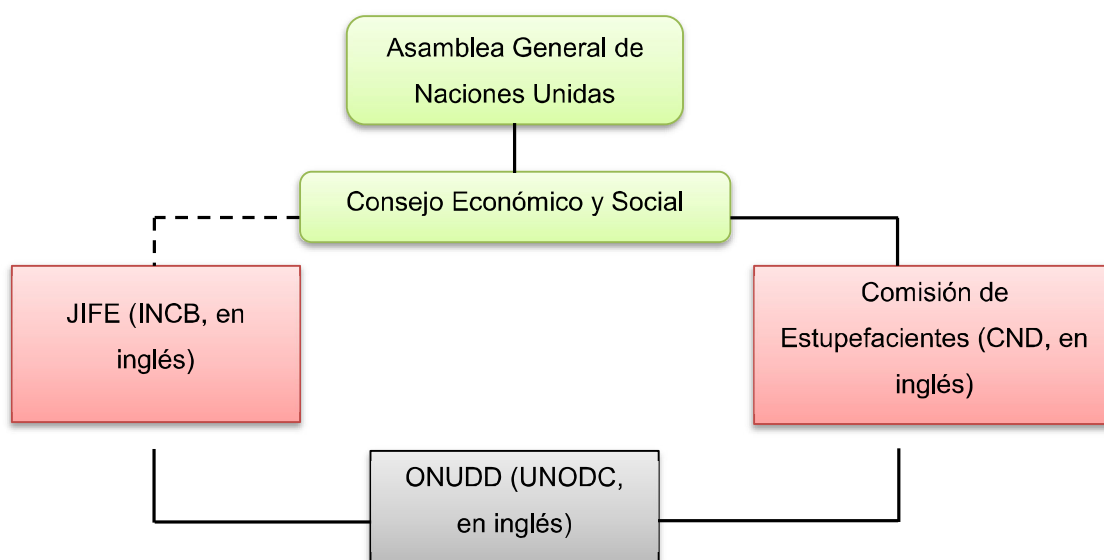 Asamblea General de
Naciones Unidas
Consejo Económico y Social
JIFE (INCB, en
inglés)
Comisión de
Estupefacientes (CND, en
inglés)
ONUDD (UNODC,
en inglés)